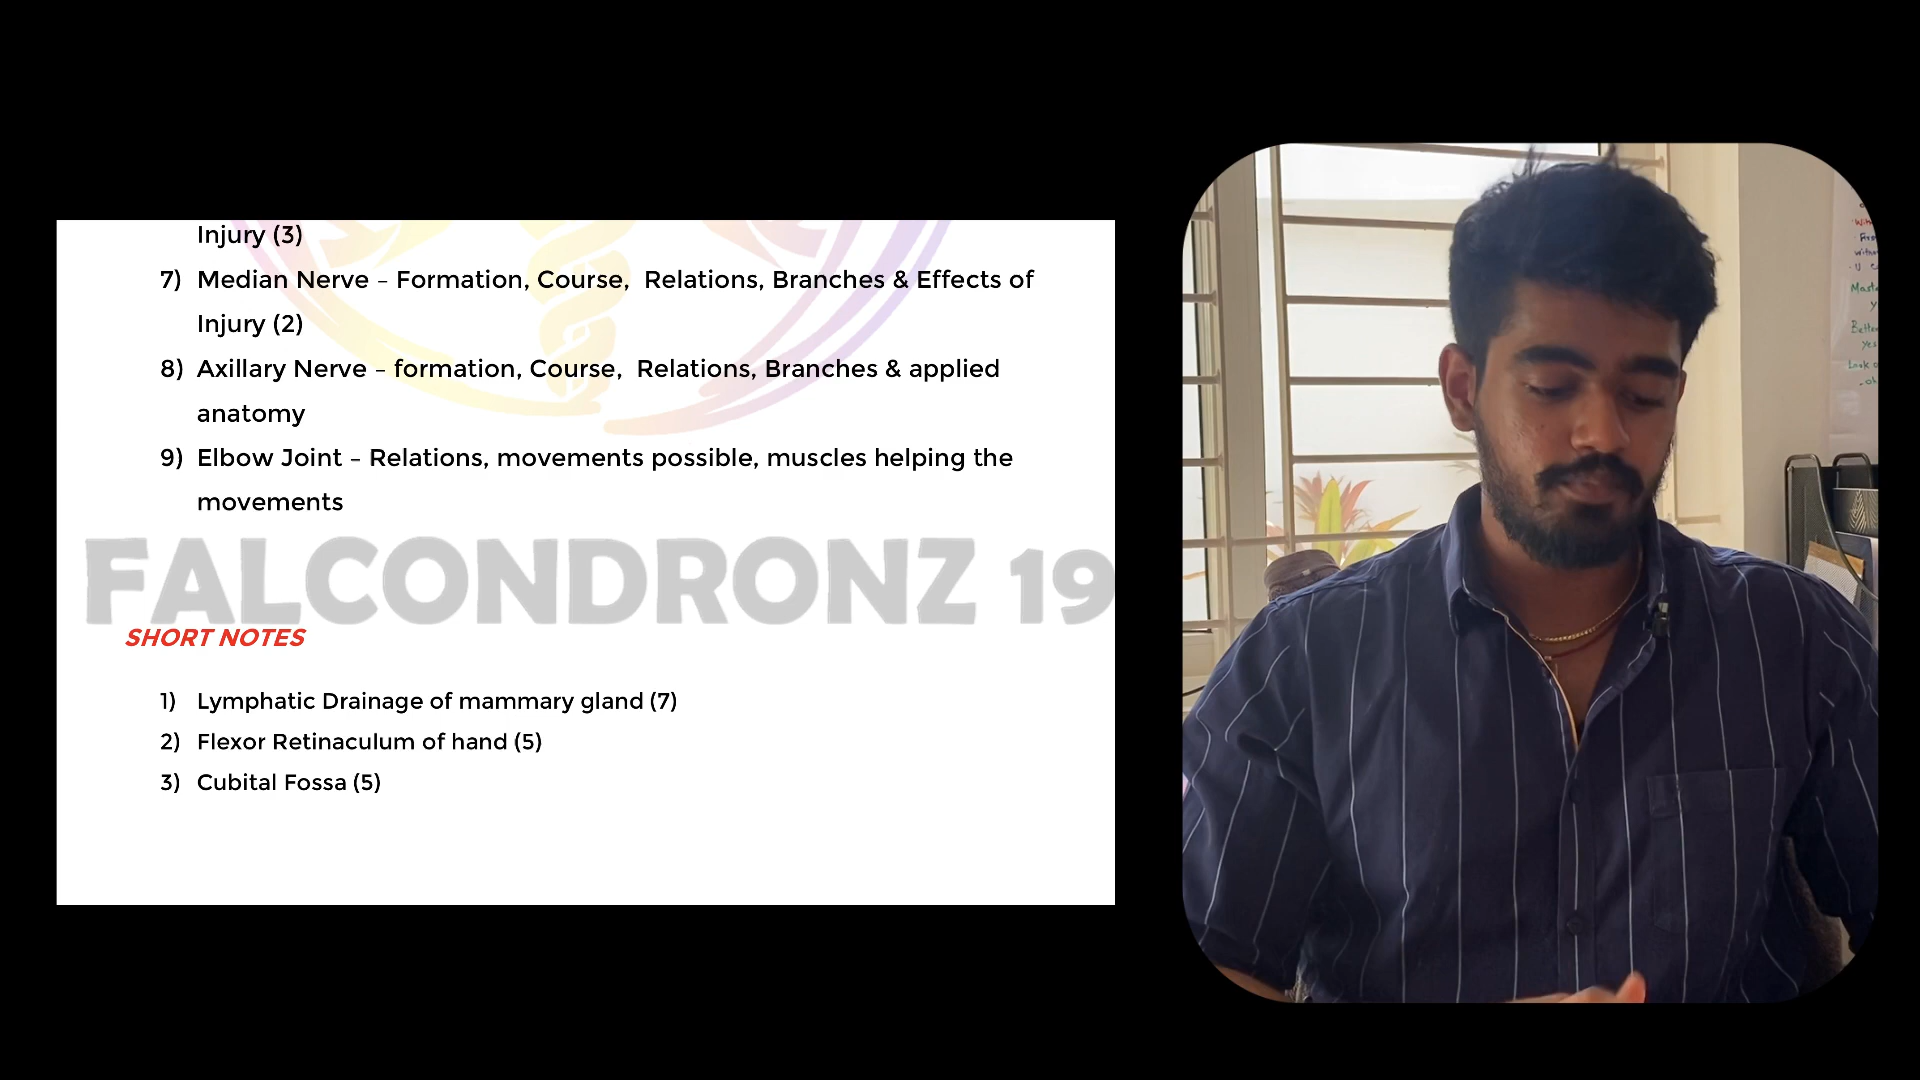 Injury (3)
7) Median Nerve – Formation, Course, Relations, Branches & Effects of
Injury (2)
8) Axillary Nerve – formation, Course, Relations, Branches & applied
anatomy
9) Elbow Joint – Relations, movements possible, muscles helping the
movements
FALCONDRONZ 19
SHORT NOTES
1) Lymphatic Drainage of mammary gland (7)
2) Flexor Retinaculum of hand (5)
3) Cubital Fossa (5)